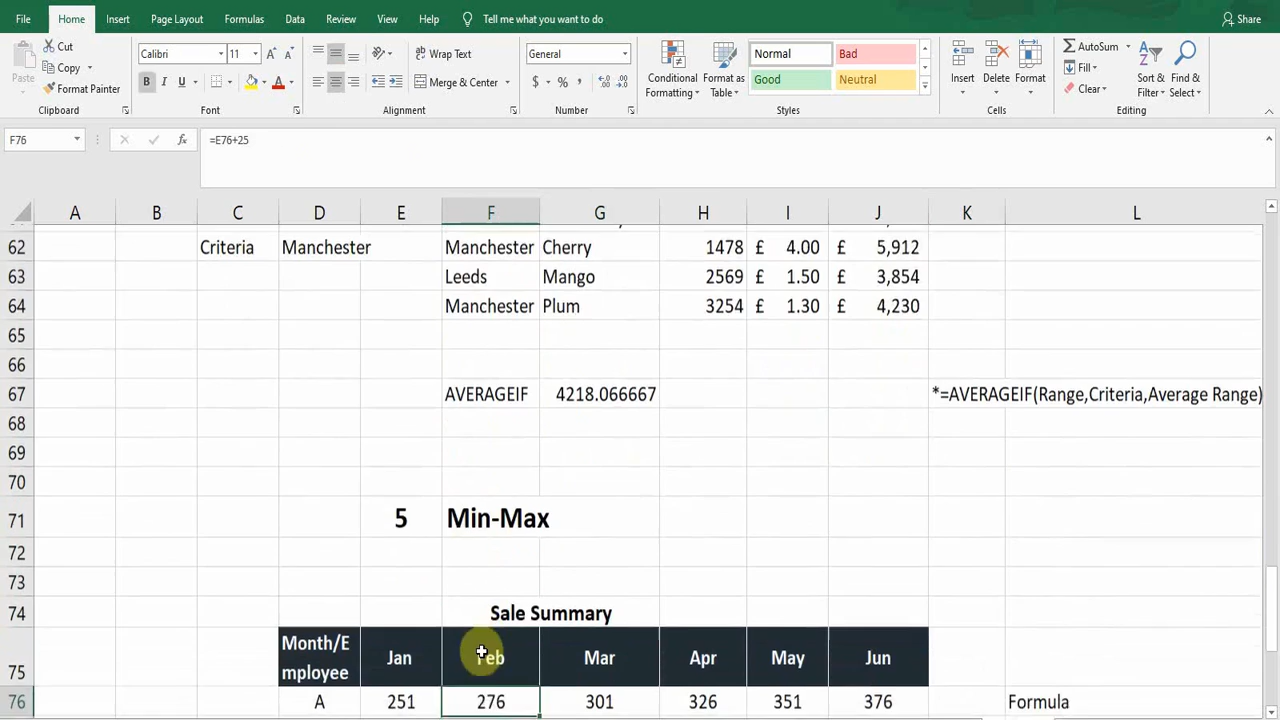 File Home Insert Page Layout Formulas Data Review View Help Tell me what you want to do Share
Cut
Copy
Format Painter
Paste
Clipboard
Calibri 11 A A
B I U A
Font
Wrap Text
Merge & Center
Alignment
General
$ % ,
Number
Conditional Formatting
Format as Table
Normal Bad
Good Neutral
Styles
Insert Delete Format
Cells
AutoSum
Fill
Clear
Sort & Filter
Find & Select
Editing
F76 fx =E76+25
A B C D E F G H I J K L
62 Criteria Manchester Manchester Cherry 1478 £ 4.00 £ 5,912
63 Leeds Mango 2569 £ 1.50 £ 3,854
64 Manchester Plum 3254 £ 1.30 £ 4,230
65
66
67 AVERAGEIF 4218.066667 *=AVERAGEIF(Range,Criteria,Average Range)
68
69
70
71 5 Min-Max
72
73
74 Sale Summary
75 Month/Employee Jan Feb Mar Apr May Jun
76 A 251 276 301 326 351 376 Formula